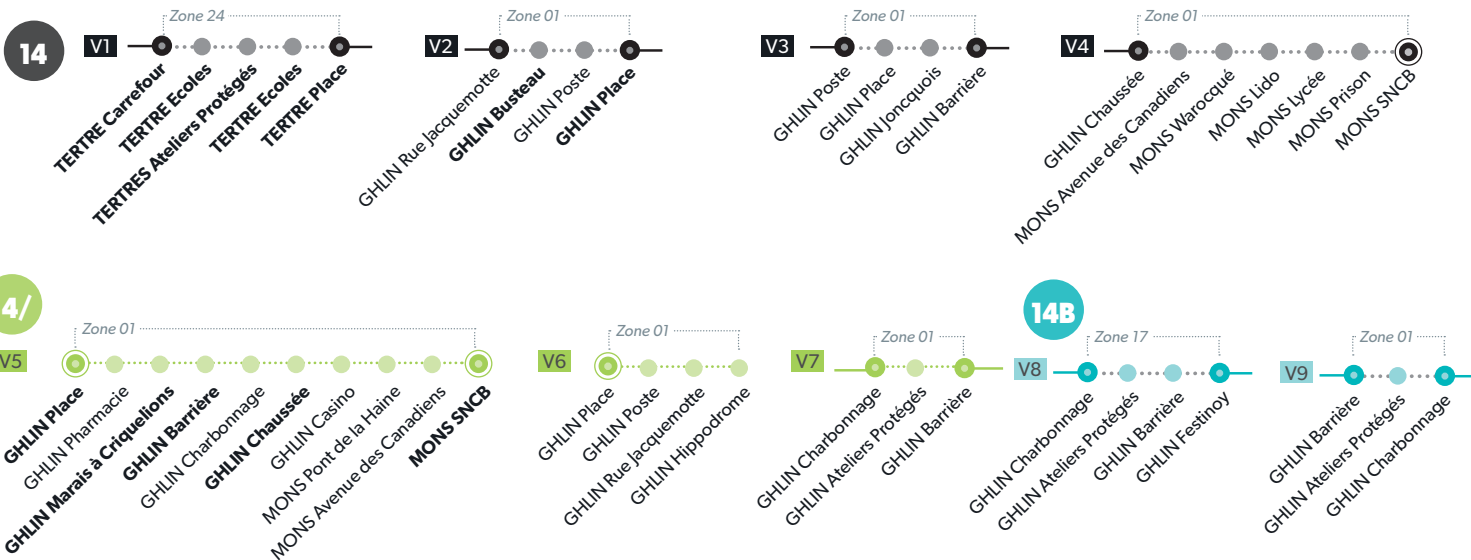 14
V1
Zone 24
TERTRE Carrefour
TERTRE Ecoles
TERTRES Ateliers Protégés
TERTRE Ecoles
TERTRE Place
V2
Zone 01
GHLIN Rue Jacquemotte
GHLIN Busteau
GHLIN Poste
GHLIN Place
V3
Zone 01
GHLIN Poste
GHLIN Place
GHLIN Joncquois
GHLIN Barrière
V4
Zone 01
GHLIN Chaussée
MONS Avenue des Canadiens
MONS Warocqué
MONS Lido
MONS Lycée
MONS Prison
MONS SNCB
4/
V5
Zone 01
GHLIN Place
GHLIN Pharmacie
GHLIN Marais à Criquelions
GHLIN Barrière
GHLIN Charbonnage
GHLIN Chaussée
GHLIN Casino
MONS Pont de la Haine
MONS Avenue des Canadiens
MONS SNCB
V6
Zone 01
GHLIN Place
GHLIN Poste
GHLIN Rue Jacquemotte
GHLIN Hippodrome
V7
Zone 01
GHLIN Charbonnage
GHLIN Ateliers Protégés
GHLIN Barrière
14B
V8
Zone 17
GHLIN Charbonnage
GHLIN Ateliers Protégés
GHLIN Barrière
GHLIN Festinoy
V9
Zone 01
GHLIN Barrière
GHLIN Ateliers Protégés
GHLIN Charbonnage